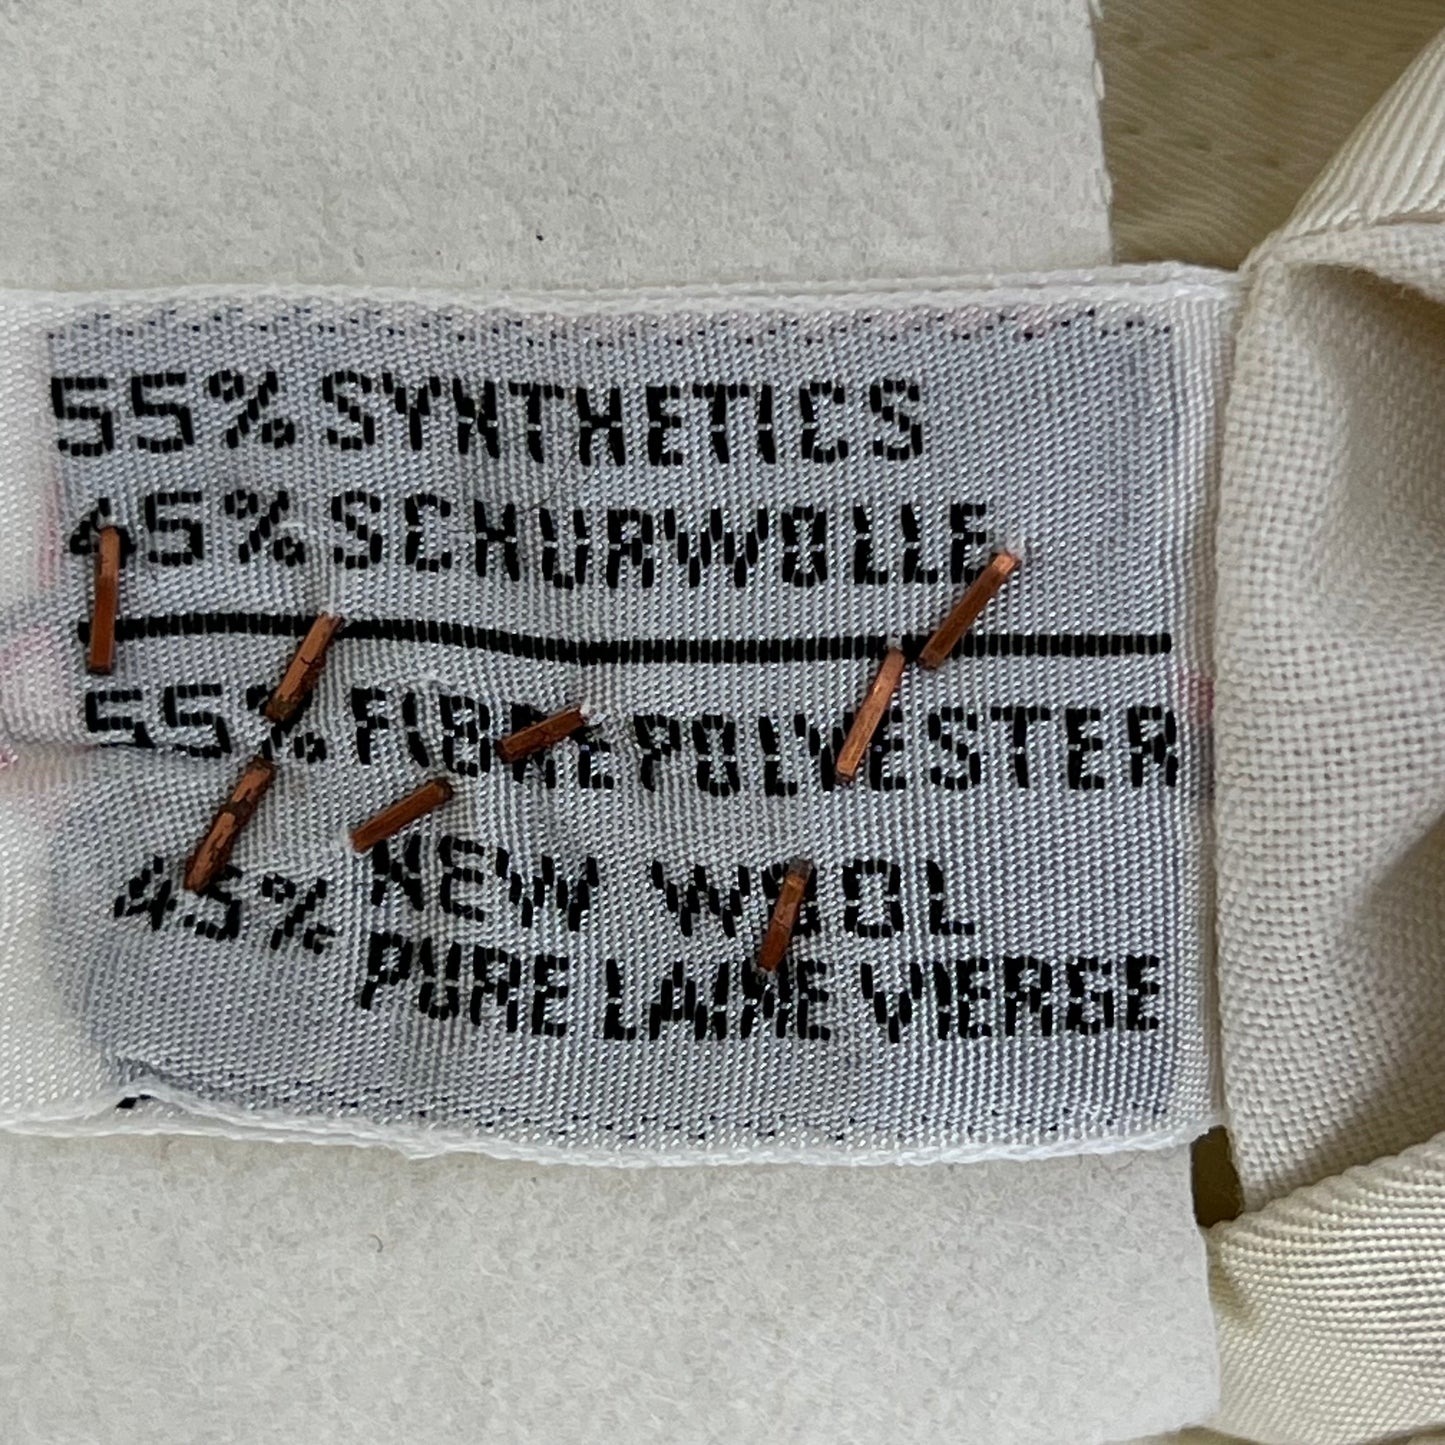 55% SYNTHETICS
45% SCHURWOLLE
55% FIBRE POLYESTER
45% NEW WOOL
PURE LAINE VIERGE